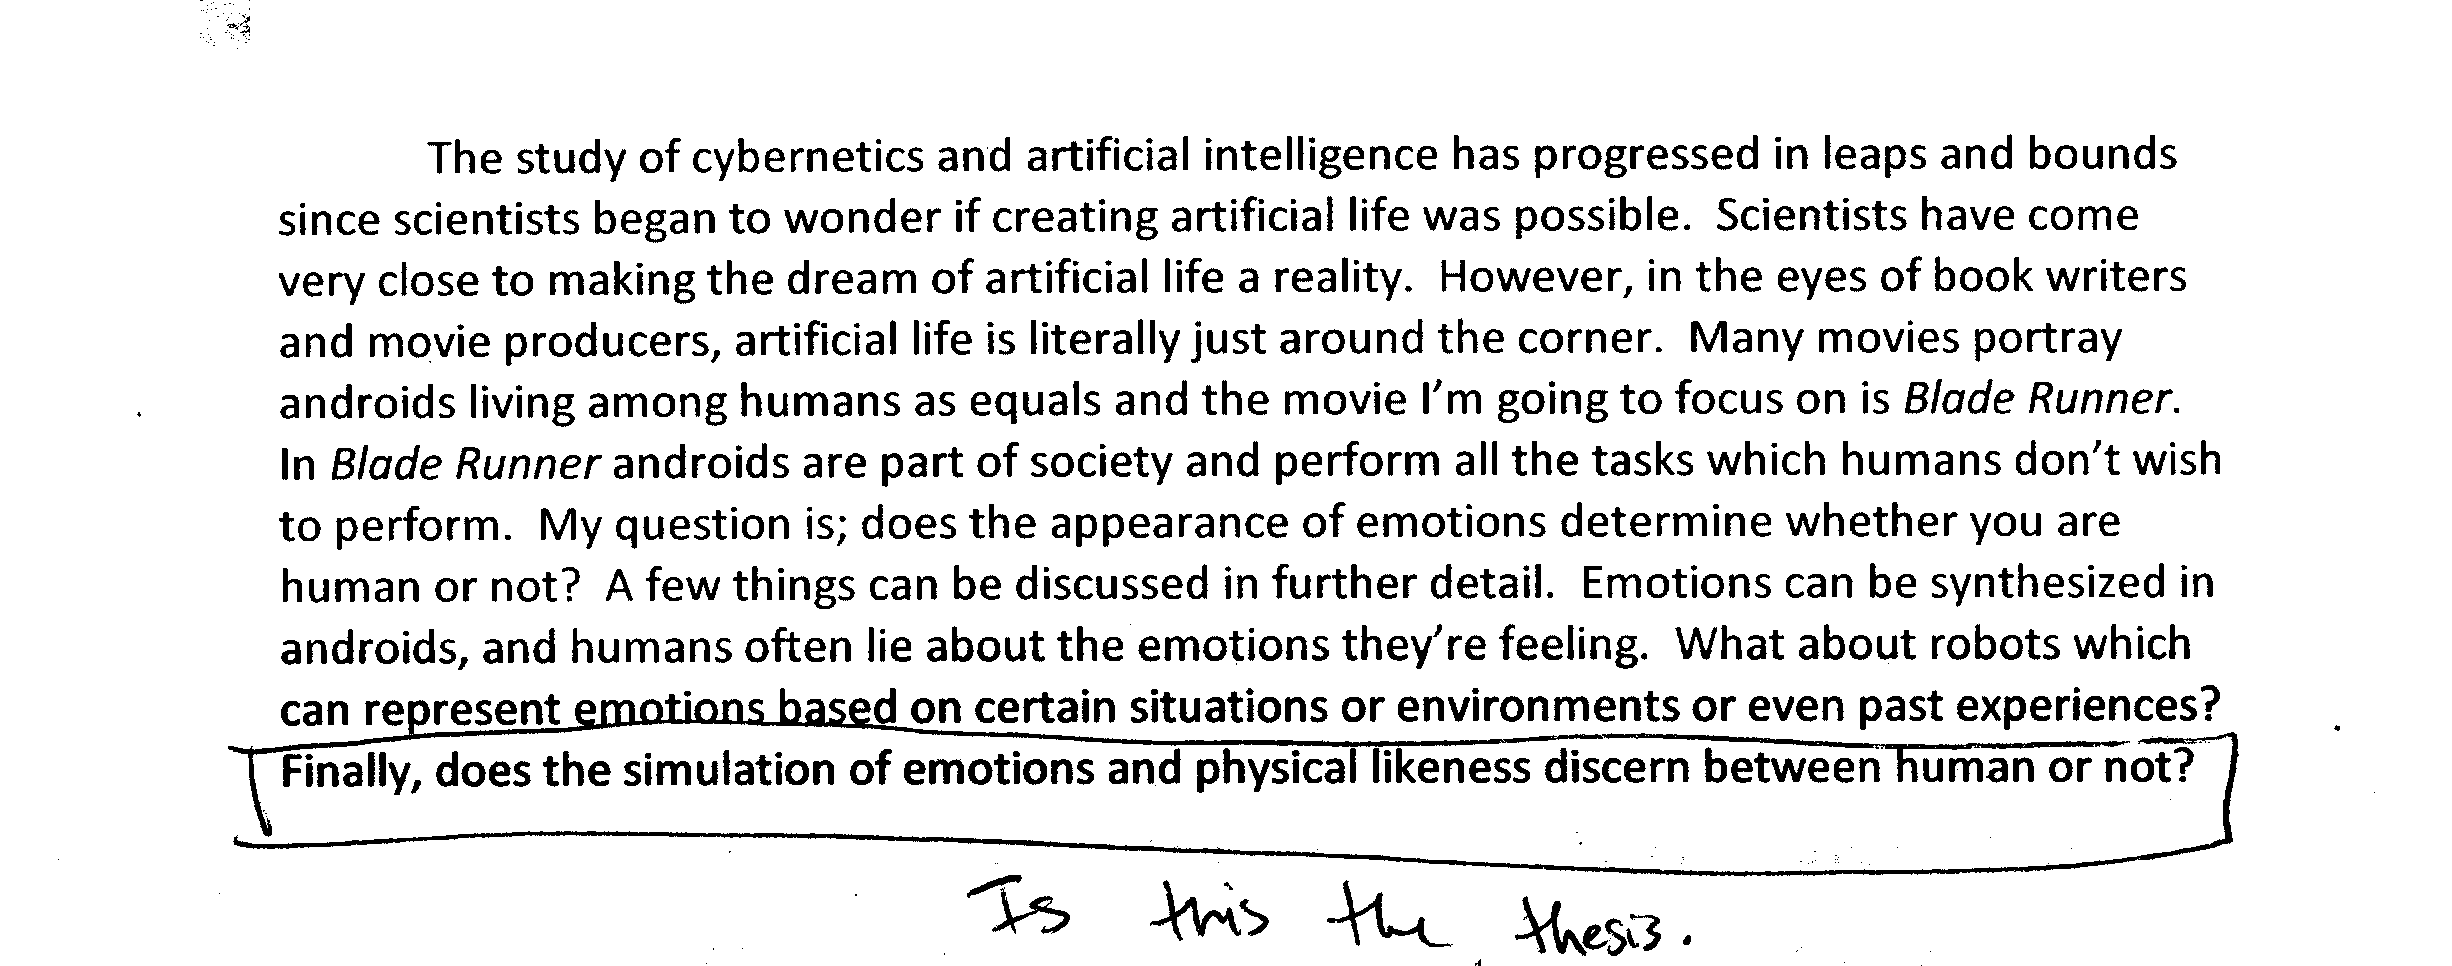 The study of cybernetics and artificial intelligence has progressed in leaps and bounds
since scientists began to wonder if creating artificial life was possible.  Scientists have come
very close to making the dream of artificial life a reality.  However, in the eyes of book writers
and movie producers, artificial life is literally just around the corner.  Many movies portray
androids living among humans as equals and the movie I'm going to focus on is Blade Runner.
In Blade Runner androids are part of society and perform all the tasks which humans don't wish
to perform.  My question is; does the appearance of emotions determine whether you are
human or not?  A few things can be discussed in further detail.  Emotions can be synthesized in
androids, and humans often lie about the emotions they're feeling.  What about robots which
can represent emotions based on certain situations or environments or even past experiences?
Finally, does the simulation of emotions and physical likeness discern between human or not?
Is this the thesis.